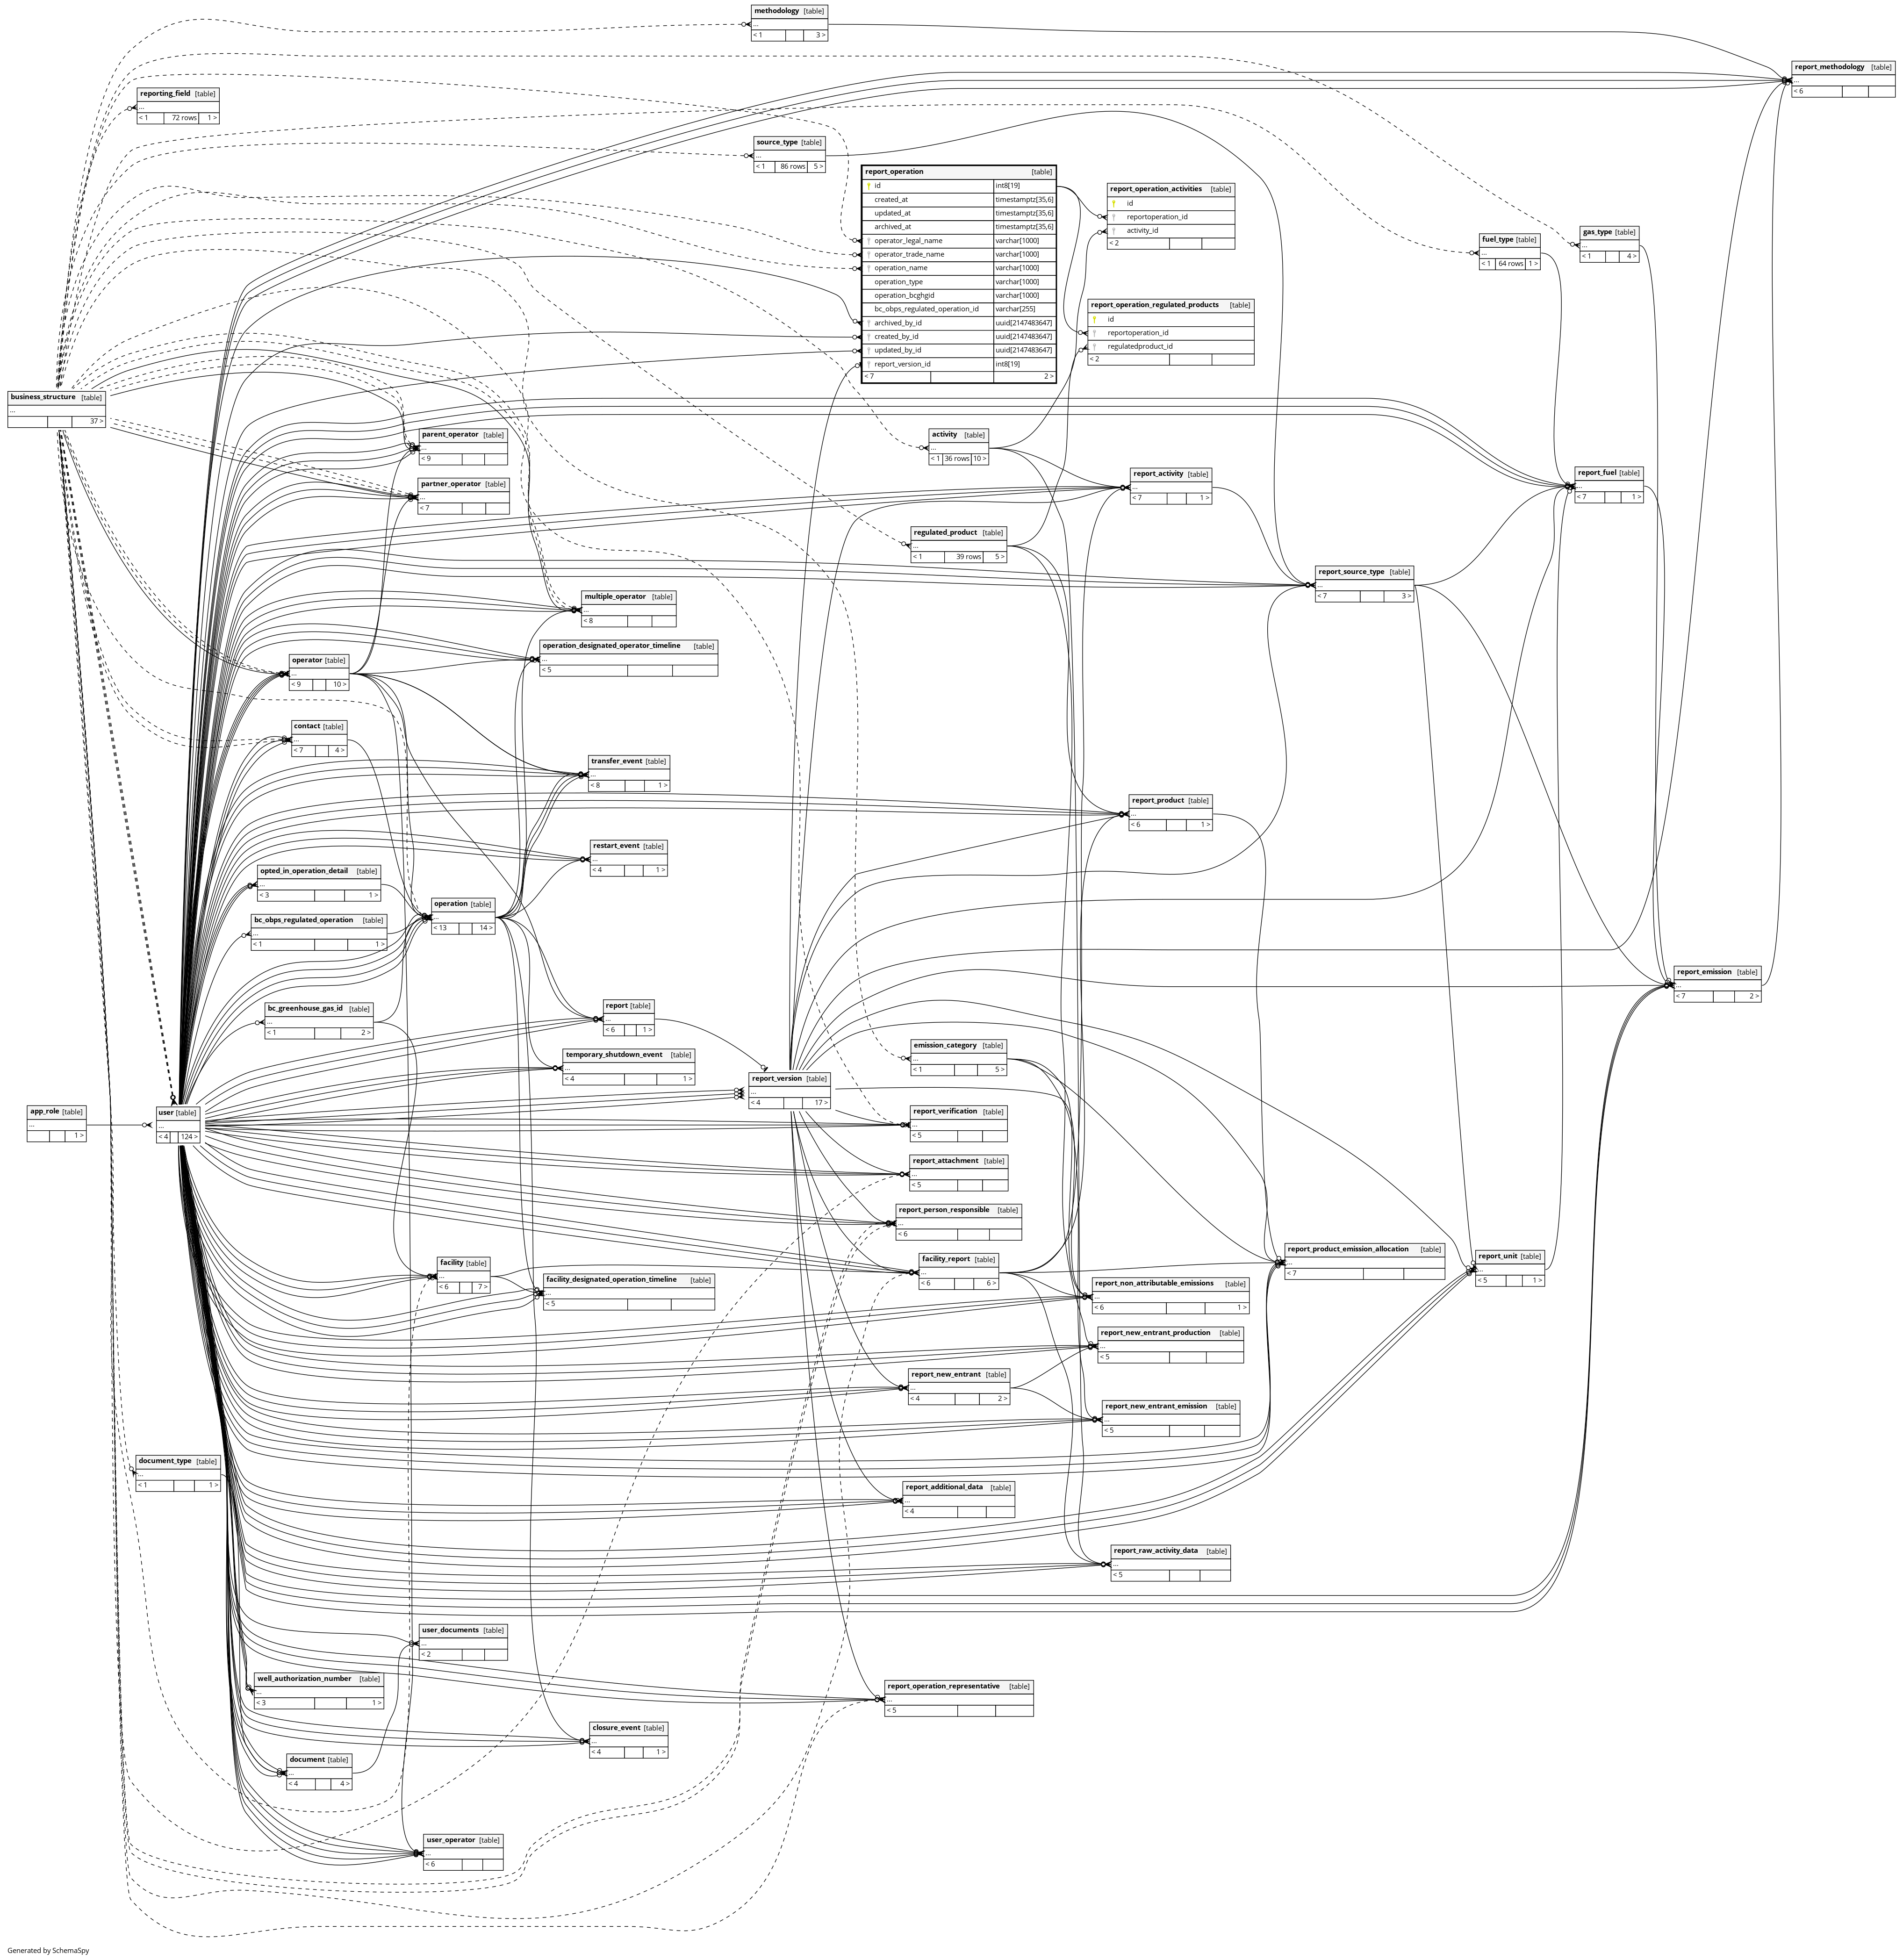 methodology [table]
...
< 1 3 >
report_methodology [table]
...
< 6
reporting_field [table]
...
< 1 72 rows 1 >
source_type [table]
...
< 1 86 rows 5 >
report_operation [table]
id int8[19]
created_at timestamptz[35,6]
updated_at timestamptz[35,6]
archived_at timestamptz[35,6]
operator_legal_name varchar[1000]
operator_trade_name varchar[1000]
operation_name varchar[1000]
operation_type varchar[1000]
operation_bcghgid varchar[1000]
bc_obps_regulated_operation_id varchar[255]
archived_by_id uuid[2147483647]
created_by_id uuid[2147483647]
updated_by_id uuid[2147483647]
report_version_id int8[19]
< 7 2 >
report_operation_activities [table]
id
reportoperation_id
activity_id
< 2
fuel_type [table]
...
< 1 64 rows 1 >
gas_type [table]
...
< 1 4 >
report_operation_regulated_products [table]
id
reportoperation_id
regulatedproduct_id
< 2
business_structure [table]
...
37 >
parent_operator [table]
...
< 9
activity [table]
...
< 1 36 rows 10 >
partner_operator [table]
...
< 7
report_activity [table]
...
< 7 1 >
report_fuel [table]
...
< 7 1 >
regulated_product [table]
...
< 1 39 rows 5 >
report_source_type [table]
...
< 7 3 >
multiple_operator [table]
...
< 8
operation_designated_operator_timeline [table]
...
< 5
operator [table]
...
< 9 10 >
contact [table]
...
< 7 4 >
transfer_event [table]
...
< 8 1 >
report_product [table]
...
< 6 1 >
restart_event [table]
...
< 4 1 >
opted_in_operation_detail [table]
...
< 3 1 >
operation [table]
...
< 13 14 >
bc_obps_regulated_operation [table]
...
< 1 1 >
report_emission [table]
...
< 7 2 >
bc_greenhouse_gas_id [table]
...
< 1 2 >
report [table]
...
< 6 1 >
temporary_shutdown_event [table]
...
< 4 1 >
emission_category [table]
...
< 1 5 >
report_version [table]
...
< 4 17 >
app_role [table]
...
1 >
user [table]
...
< 4 124 >
report_verification [table]
...
< 5
report_attachment [table]
...
< 5
report_person_responsible [table]
...
< 6
facility [table]
...
< 6 7 >
facility_designated_operation_timeline [table]
...
< 5
facility_report [table]
...
< 6 6 >
report_product_emission_allocation [table]
...
< 7
report_unit [table]
...
< 5 1 >
report_non_attributable_emissions [table]
...
< 6 1 >
report_new_entrant_production [table]
...
< 5
report_new_entrant [table]
...
< 4 2 >
report_new_entrant_emission [table]
...
< 5
document_type [table]
...
< 1 1 >
report_additional_data [table]
...
< 4
report_raw_activity_data [table]
...
< 5
user_documents [table]
...
< 2
well_authorization_number [table]
...
< 3 1 >
report_operation_representative [table]
...
< 5
closure_event [table]
...
< 4 1 >
document [table]
...
< 4 4 >
user_operator [table]
...
< 6
Generated by SchemaSpy